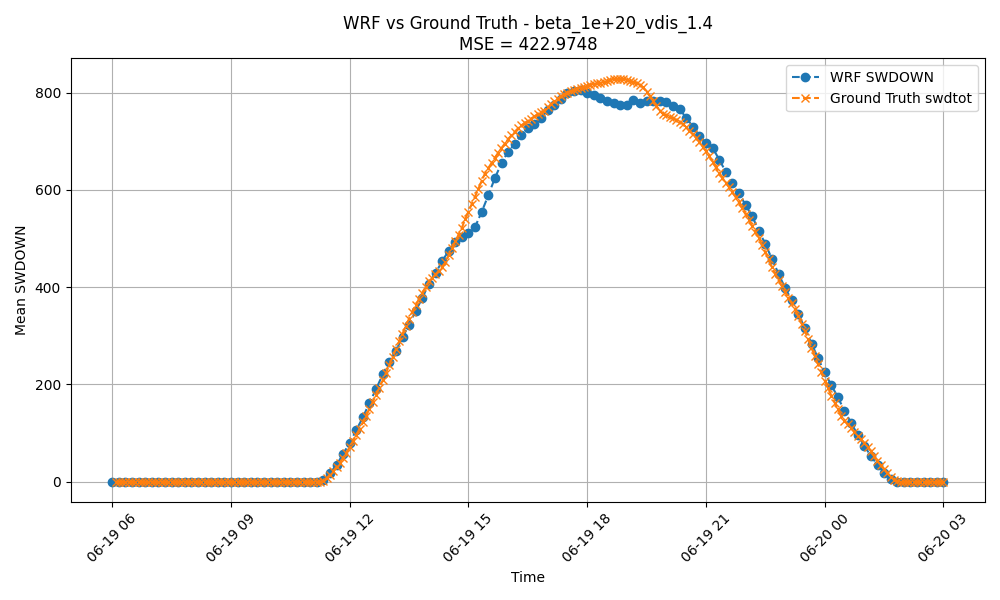 WRF vs Ground Truth - beta_1e+20_vdis_1.4
MSE = 422.9748
WRF SWDOWN
Ground Truth swdtot
Mean SWDOWN
800
600
400
200
0
06-19 06
06-19 09
06-19 12
06-19 15
06-19 18
06-19 21
06-20 00
06-20 03
Time